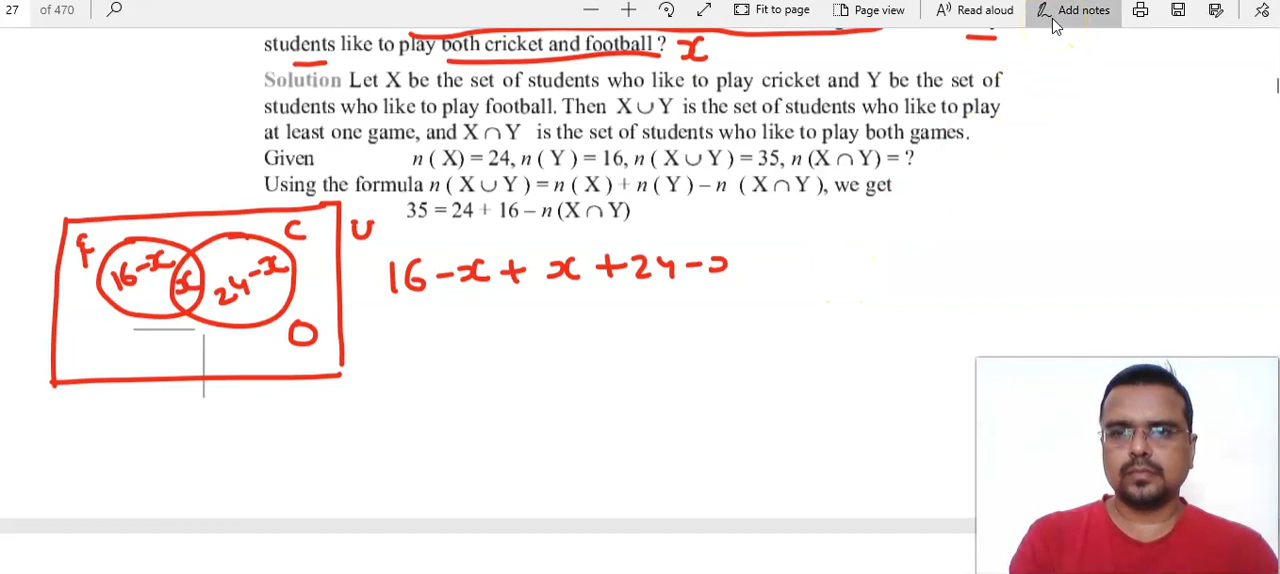 27 of 470 Fit to page Page view Read aloud Add notes
students like to play both cricket and football ? x
Solution Let X be the set of students who like to play cricket and Y be the set of
students who like to play football. Then X ∪ Y is the set of students who like to play
at least one game, and X ∩ Y is the set of students who like to play both games.
Given n ( X) = 24, n ( Y ) = 16, n ( X ∪ Y ) = 35, n (X ∩ Y) = ?
Using the formula n ( X ∪ Y ) = n ( X ) + n ( Y ) – n ( X ∩ Y ), we get
35 = 24 + 16 – n (X ∩ Y)
F C U
16-x x 24-x
O
16 -x + x +24 -x